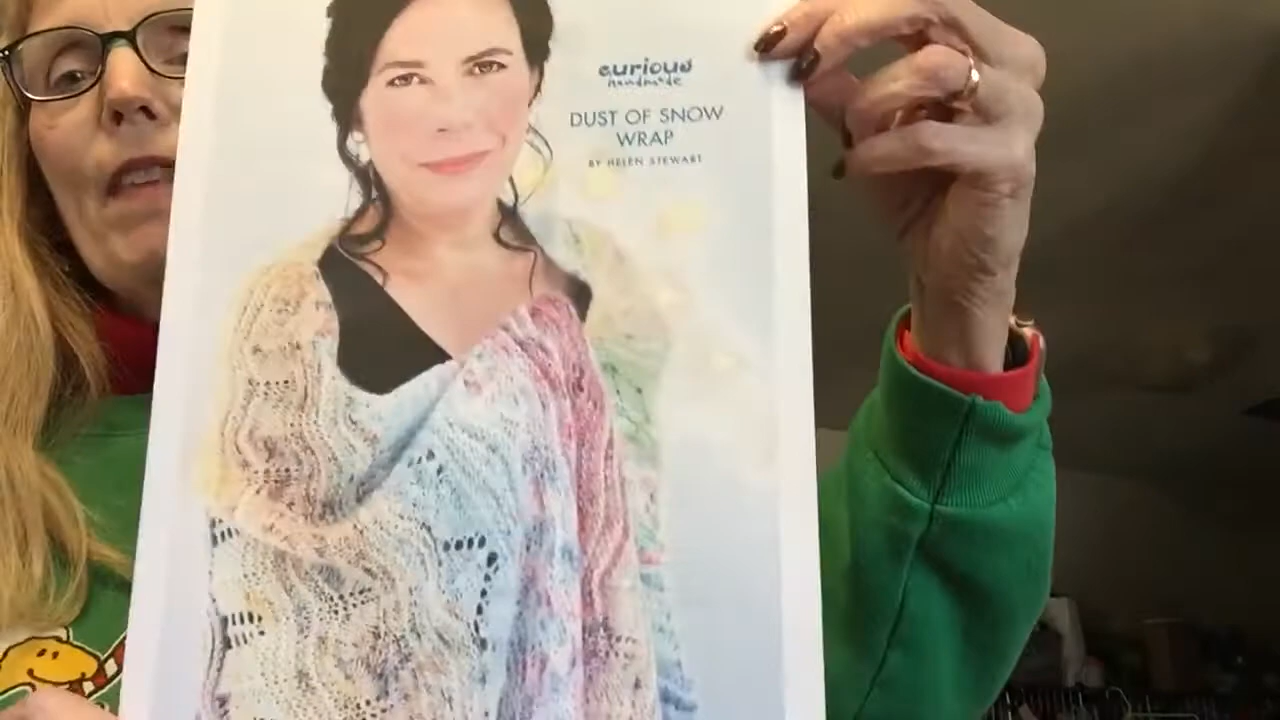 curious
handmade
DUST OF SNOW
WRAP
BY HELEN STEWART